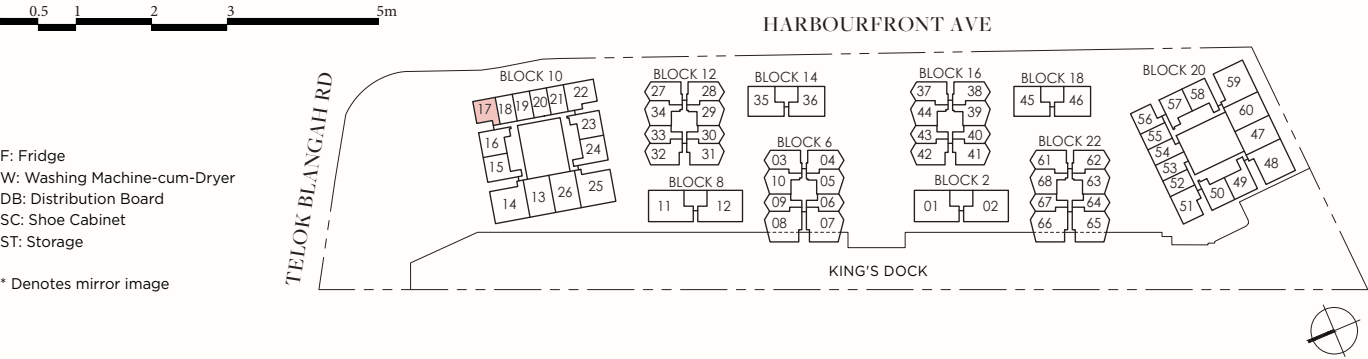 0.5 1 2 3 5m
HARBOURFRONT AVE
TELOK BLANGAH RD
F: Fridge
W: Washing Machine-cum-Dryer
DB: Distribution Board
SC: Shoe Cabinet
ST: Storage
* Denotes mirror image
BLOCK 10
17 18 19 20 21 22
16 23
15 24
14 13 26 25
BLOCK 12
27 28
34 29
33 30
32 31
BLOCK 14
35 36
BLOCK 6
03 04
10 05
09 06
08 07
BLOCK 8
11 12
BLOCK 16
37 38
44 39
43 40
42 41
BLOCK 18
45 46
BLOCK 2
01 02
BLOCK 22
61 62
68 63
67 64
66 65
BLOCK 20
56 57 58 59
55 60
54 47
53 48
52
51 50 49
KING'S DOCK